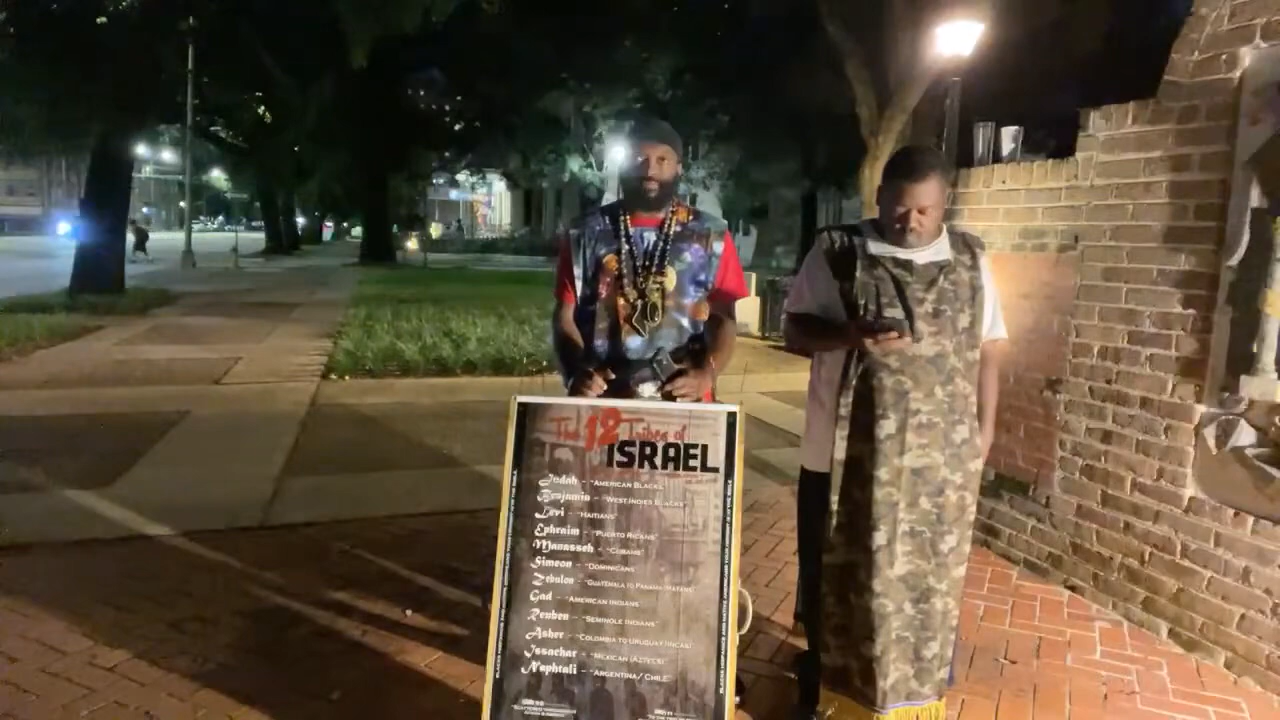 The 12 Tribes of
ISRAEL
Judah - "AMERICAN BLACKS"
Benjamin - "WEST INDIES BLACKS"
Levi - "HAITIANS"
Ephraim - "PUERTO RICANS"
Manasseh - "CUBANS"
Simeon - "DOMINICANS"
Zebulon - "GUATEMALA TO PANAMA (MAYANS)"
Gad - "AMERICAN INDIANS"
Reuben - "SEMINOLE INDIANS"
Asher - "COLOMBIA TO URUGUAY (INCAS)"
Issachar - "MEXICAN (AZTECS)"
Naphtali - "ARGENTINA/ CHILE"